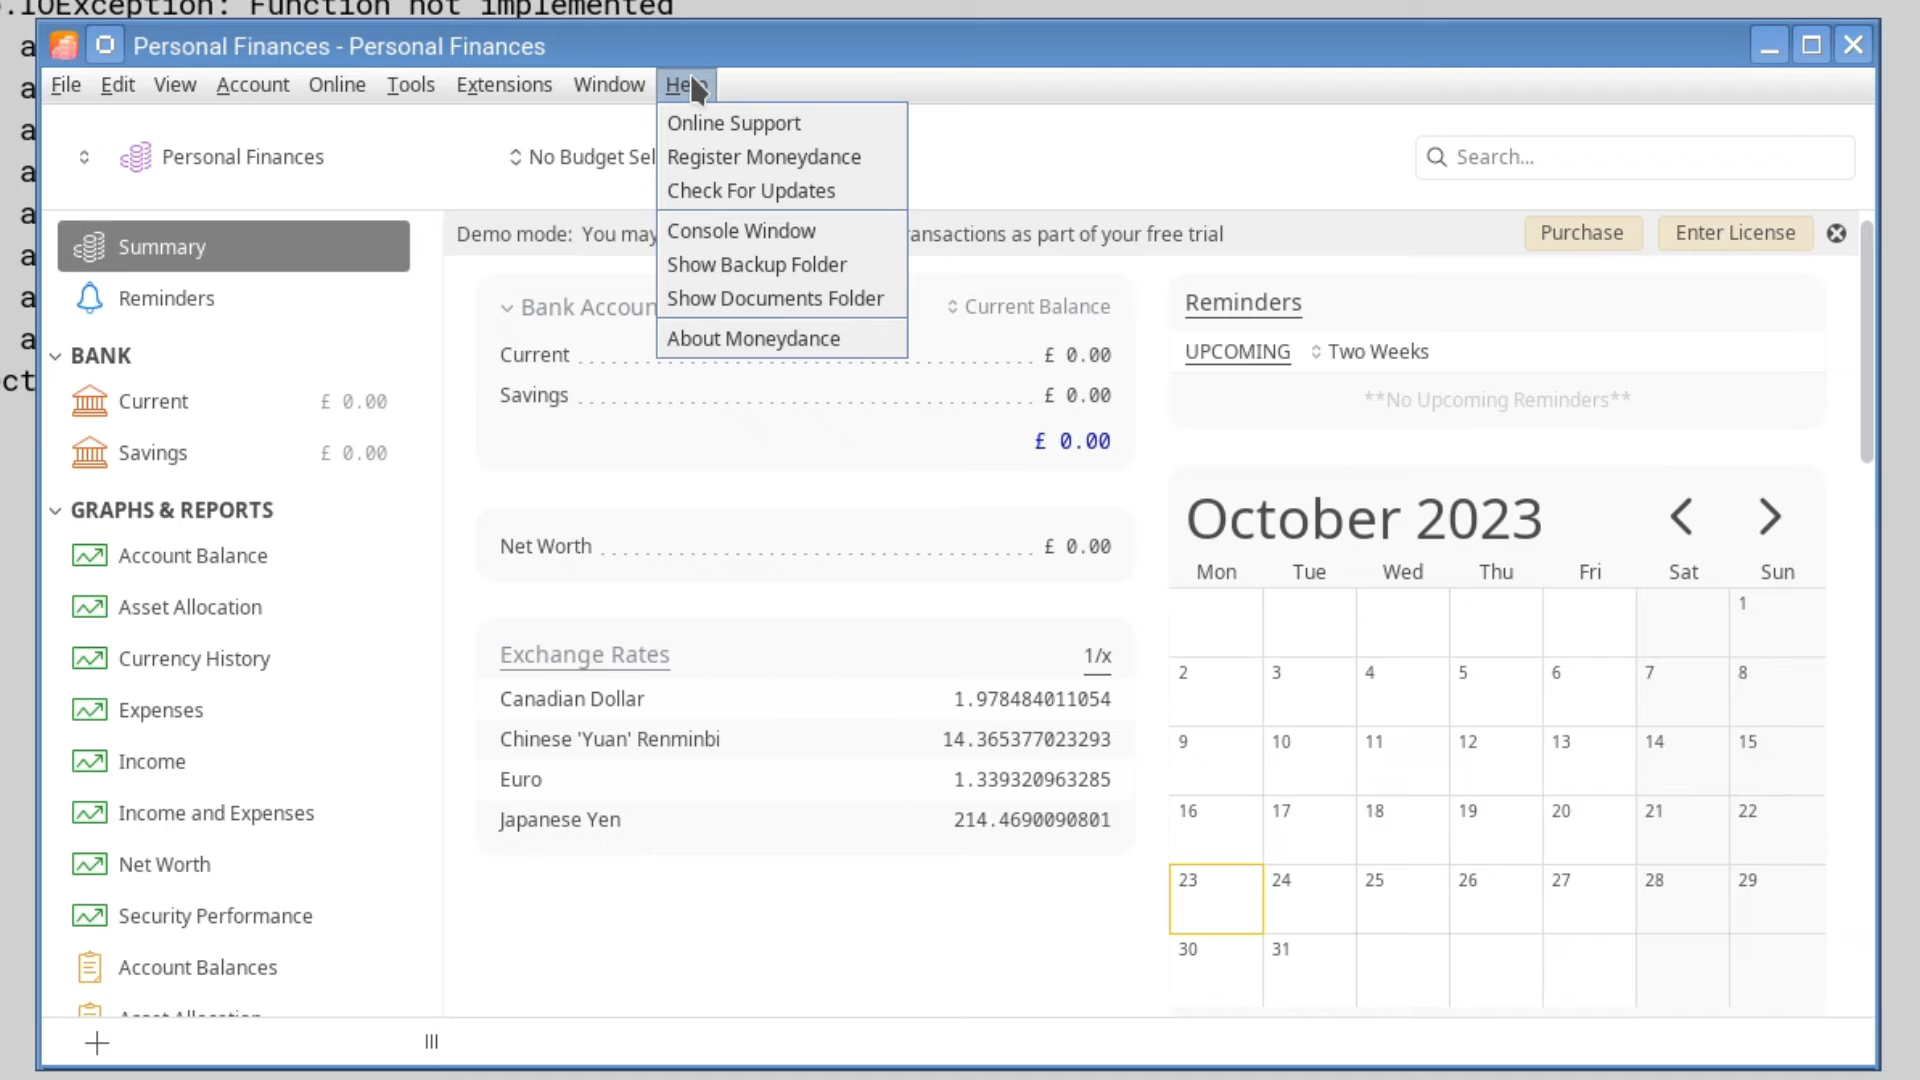 .IOException: Function not implemented
Personal Finances - Personal Finances
File Edit View Account Online Tools Extensions Window
Personal Finances
No Budget Sel
Online Support
Register Moneydance
Check For Updates
Console Window
Show Backup Folder
Show Documents Folder
About Moneydance
Search...
Summary
Reminders
BANK
Current £ 0.00
Savings £ 0.00
GRAPHS & REPORTS
Account Balance
Asset Allocation
Currency History
Expenses
Income
Income and Expenses
Net Worth
Security Performance
Account Balances
Asset Allocation
Demo mode: You may
ansactions as part of your free trial
Purchase
Enter License
Bank Accoun
Current Balance
Current £ 0.00
Savings £ 0.00
£ 0.00
Net Worth £ 0.00
Exchange Rates 1/x
Canadian Dollar 1.978484011054
Chinese 'Yuan' Renminbi 14.365377023293
Euro 1.339320963285
Japanese Yen 214.4690090801
Reminders
UPCOMING Two Weeks
**No Upcoming Reminders**
October 2023
Mon Tue Wed Thu Fri Sat Sun
1
2 3 4 5 6 7 8
9 10 11 12 13 14 15
16 17 18 19 20 21 22
23 24 25 26 27 28 29
30 31